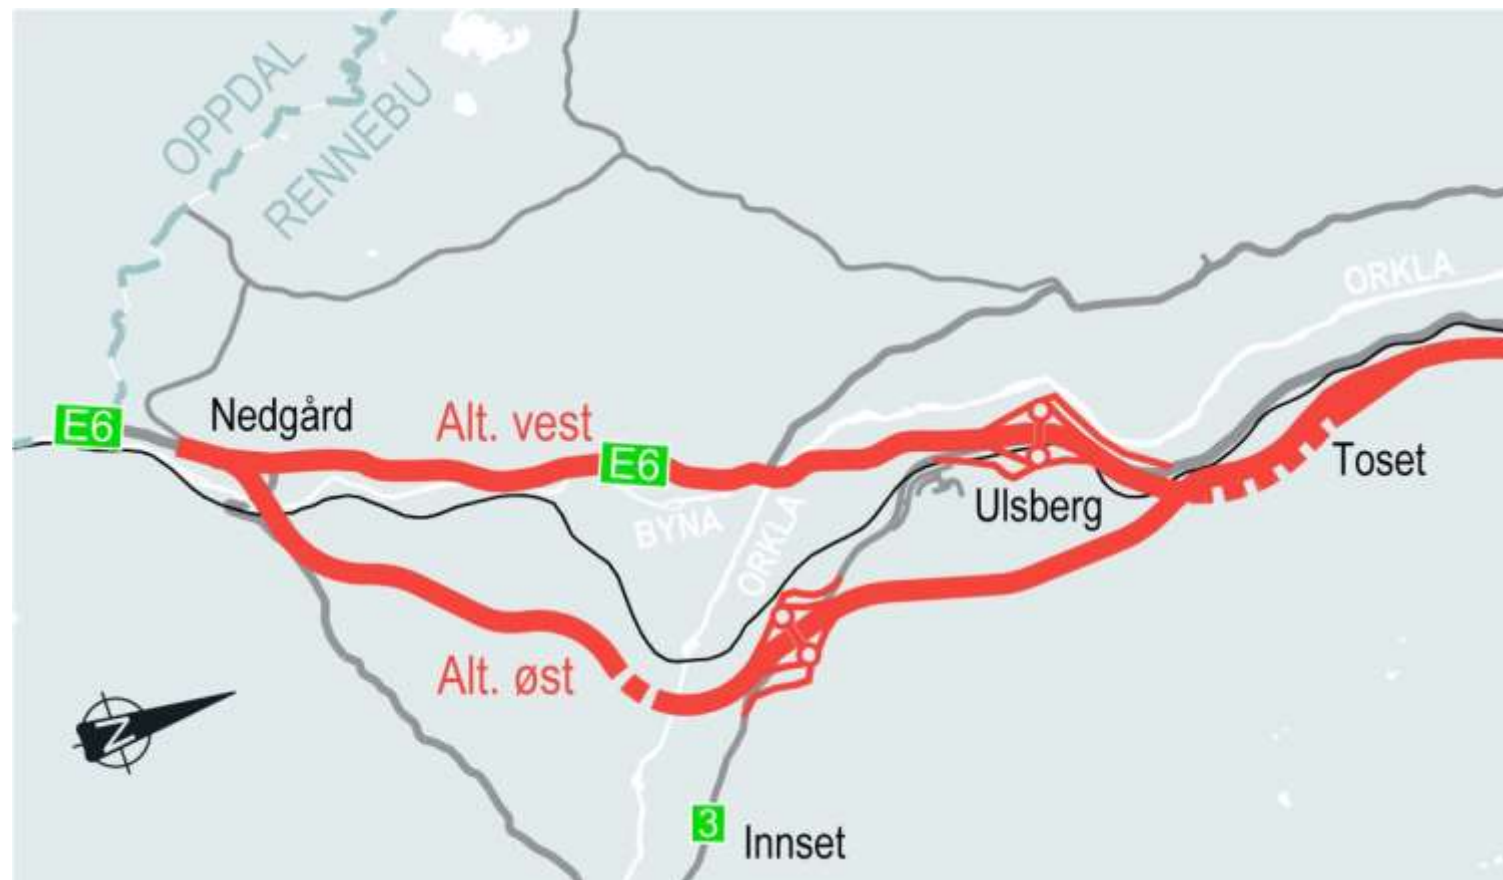 OPPDAL
RENNEBU
ORKLA
E6
Nedgård
Alt. vest
E6
Toset
Ulsberg
BYNA
ORKLA
Alt. øst
N
3
Innset